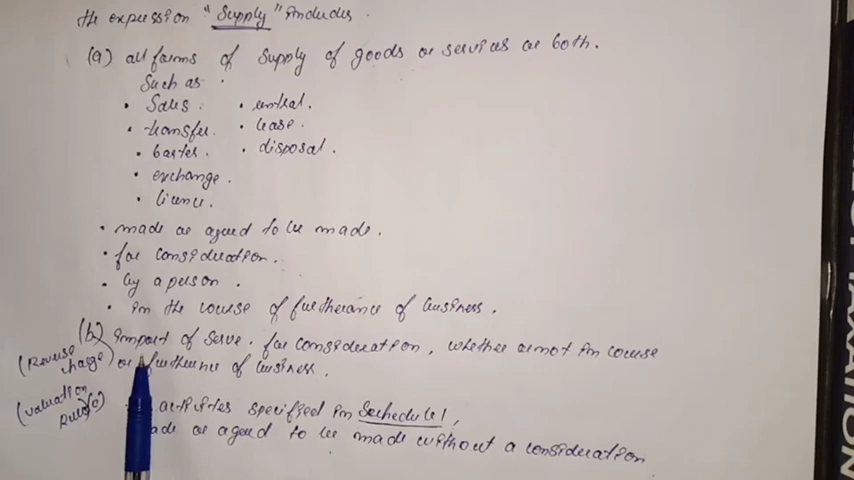 the expression "Supply" includes.
(a) all forms of supply of goods or services or both.
Such as
• Sales. • rental.
• transfer. • lease.
• barter. • disposal.
• exchange.
• licence.
• made or agreed to be made.
• for consideration.
• by a person.
• in the course of furtherance of business.
(b) import of serve. for consideration, whether or not in course
(Reverse charge) or furtherance of business.
(valuation Rules)
(c) activities specified in Schedule 1,
or agreed to be made without a consideration
TAXATION